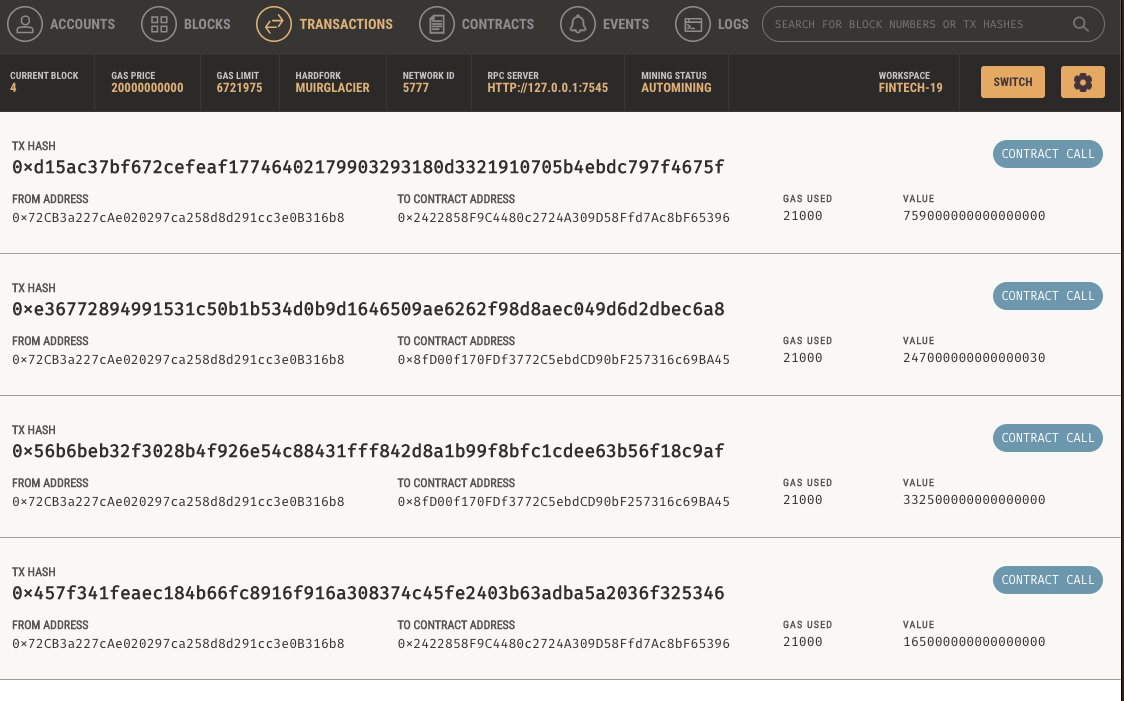 ACCOUNTS BLOCKS TRANSACTIONS CONTRACTS EVENTS LOGS SEARCH FOR BLOCK NUMBERS OR TX HASHES
CURRENT BLOCK GAS PRICE GAS LIMIT HARDFORK NETWORK ID RPC SERVER MINING STATUS WORKSPACE SWITCH
4 20000000000 6721975 MUIRGLACIER 5777 HTTP://127.0.0.1:7545 AUTOMINING FINTECH-19
TX HASH CONTRACT CALL
0×d15ac37bf672cefeaf17746402179903293180d3321910705b4ebdc797f4675f
FROM ADDRESS TO CONTRACT ADDRESS GAS USED VALUE
0×72CB3a227cAe020297ca258d8d291cc3e0B316b8 0×2422858F9C4480c2724A309D58Ffd7Ac8bF65396 21000 759000000000000000
TX HASH CONTRACT CALL
0×e36772894991531c50b1b534d0b9d1646509ae6262f98d8aec049d6d2dbec6a8
FROM ADDRESS TO CONTRACT ADDRESS GAS USED VALUE
0×72CB3a227cAe020297ca258d8d291cc3e0B316b8 0×8fD00f170FDf3772C5ebdCD90bF257316c69BA45 21000 247000000000000030
TX HASH CONTRACT CALL
0×56b6beb32f3028b4f926e54c88431fff842d8a1b99f8bfc1cdee63b56f18c9af
FROM ADDRESS TO CONTRACT ADDRESS GAS USED VALUE
0×72CB3a227cAe020297ca258d8d291cc3e0B316b8 0×8fD00f170FDf3772C5ebdCD90bF257316c69BA45 21000 332500000000000000
TX HASH CONTRACT CALL
0×457f341feaec184b66fc8916f916a308374c45fe2403b63adba5a2036f325346
FROM ADDRESS TO CONTRACT ADDRESS GAS USED VALUE
0×72CB3a227cAe020297ca258d8d291cc3e0B316b8 0×2422858F9C4480c2724A309D58Ffd7Ac8bF65396 21000 165000000000000000